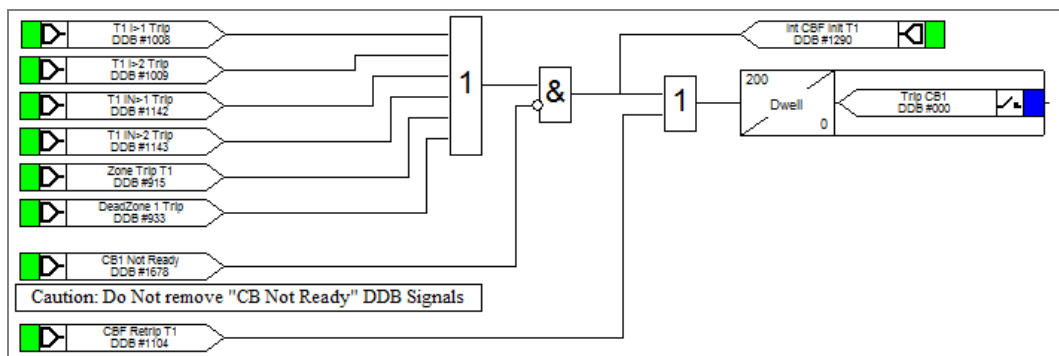 T1 I>1 Trip
DDB #1008
T1 I>2 Trip
DDB #1009
T1 IN>1 Trip
DDB #1142
T1 IN>2 Trip
DDB #1143
Zone Trip T1
DDB #915
DeadZone 1 Trip
DDB #933
CB1 Not Ready
DDB #1678
Caution: Do Not remove "CB Not Ready" DDB Signals
CBF Retrip T1
DDB #1104
1
&
1
Int CBF Init T1
DDB #1290
200
Dwell
0
Trip CB1
DDB #000